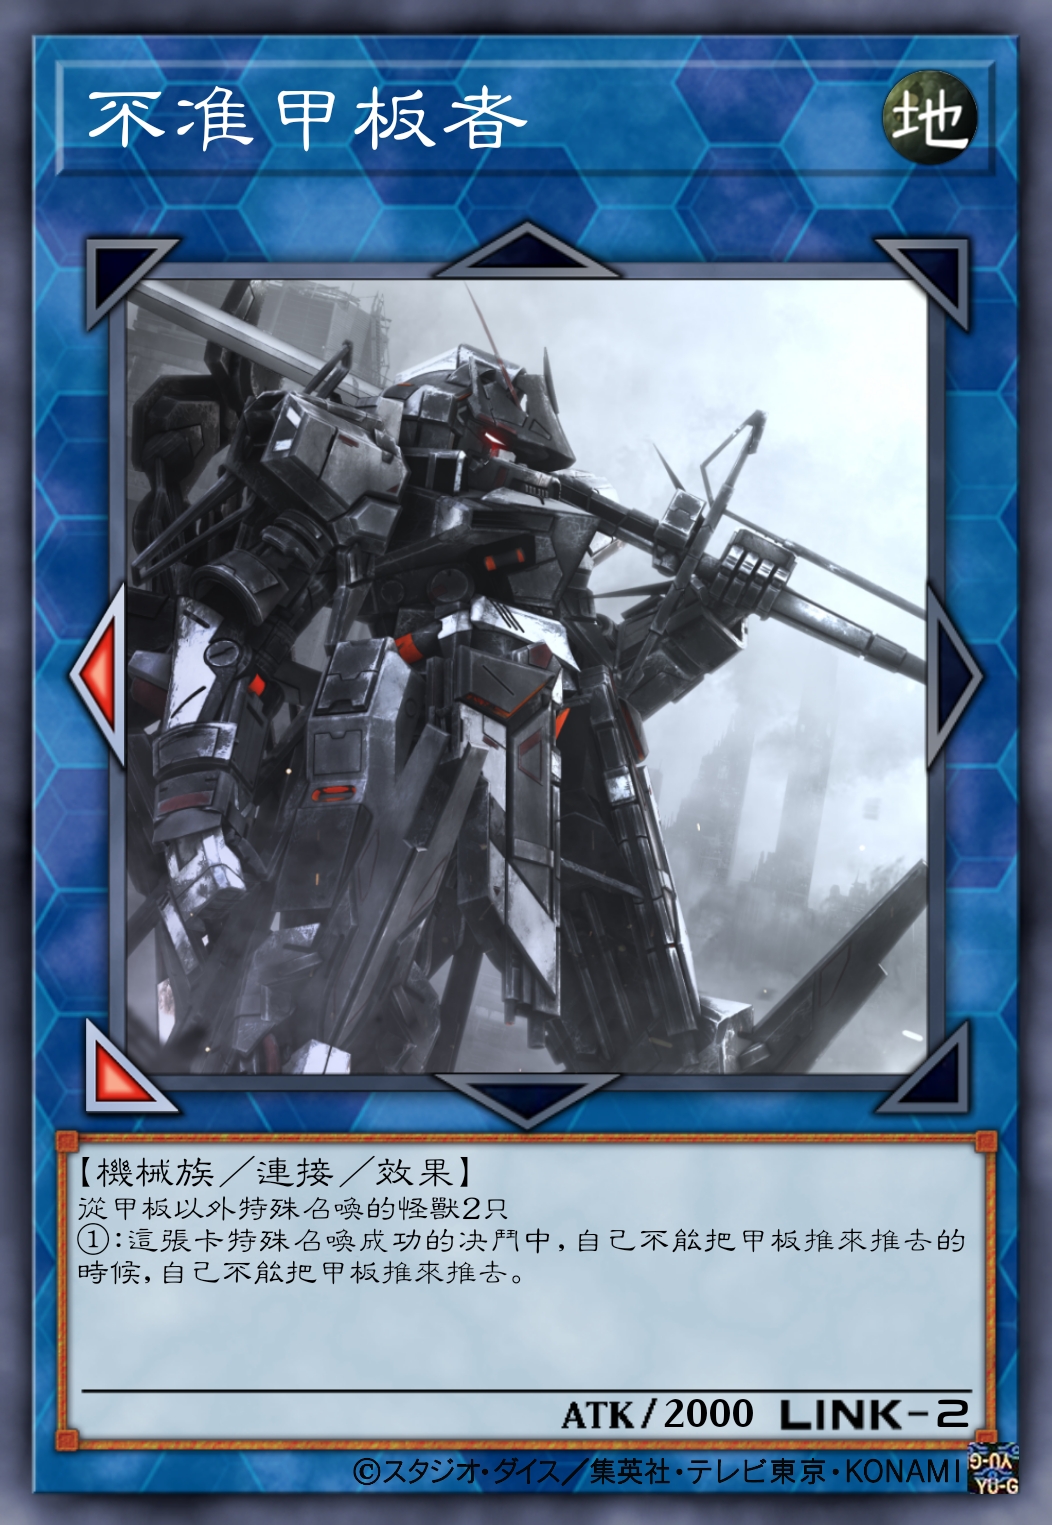 不准甲板者
地
【機械族／連接／效果】
從甲板以外特殊召喚的怪獸2只
①：這張卡特殊召喚成功的決鬥中，自己不能把甲板推來推去的
時候，自己不能把甲板推來推去。
ATK/2000 LINK-2
©スタジオ・ダイス／集英社・テレビ東京・KONAMI